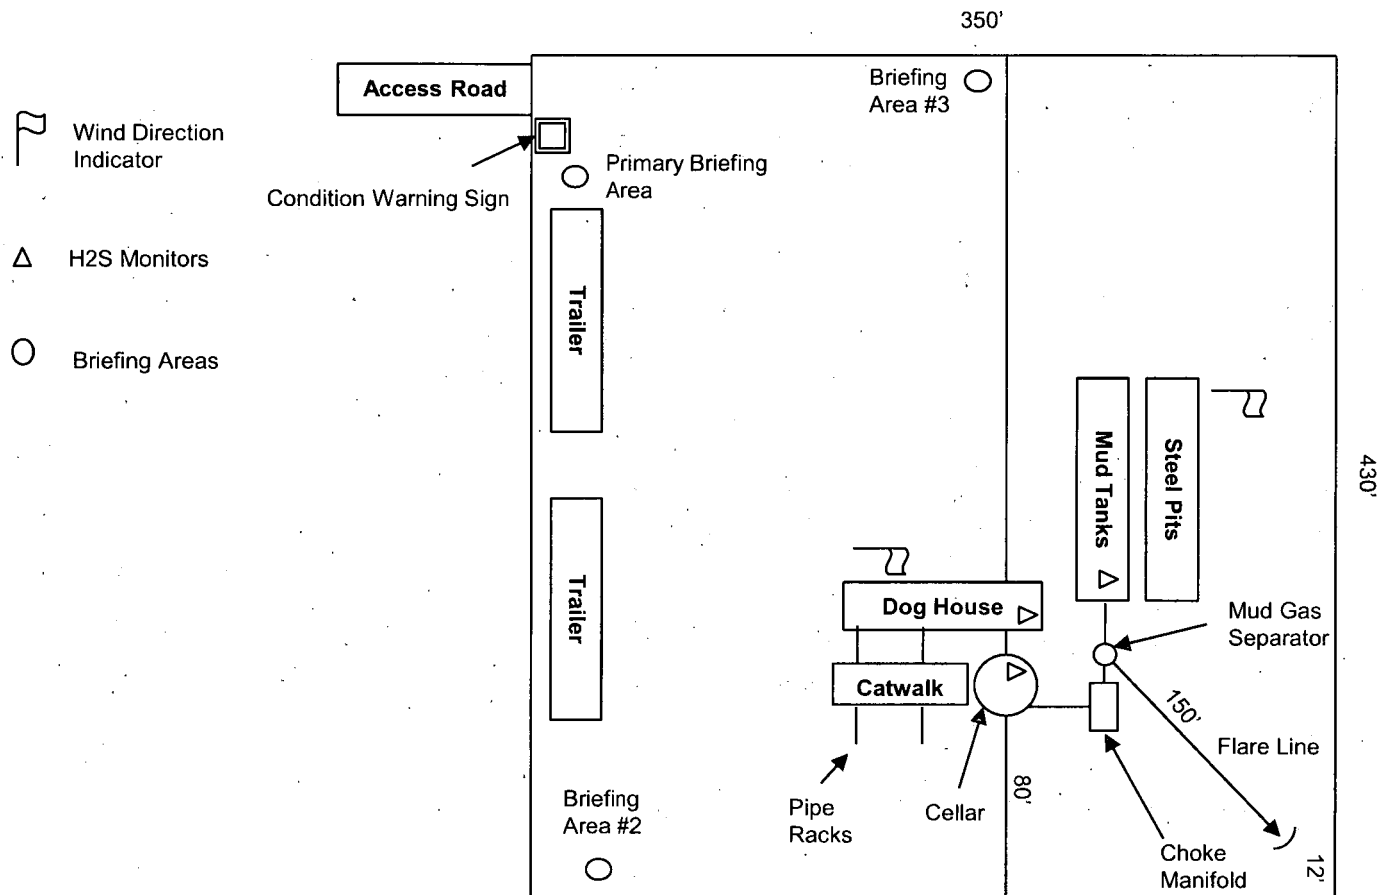 350'
Access Road
Briefing
Area #3
Wind Direction
Indicator
Primary Briefing
Area
Condition Warning Sign
H2S Monitors
Briefing Areas
Trailer
Mud Tanks
Steel Pits
430'
Trailer
Dog House
Mud Gas
Separator
Catwalk
150'
Flare Line
Briefing
Area #2
Pipe
Racks
Cellar
80'
Choke
Manifold
12'